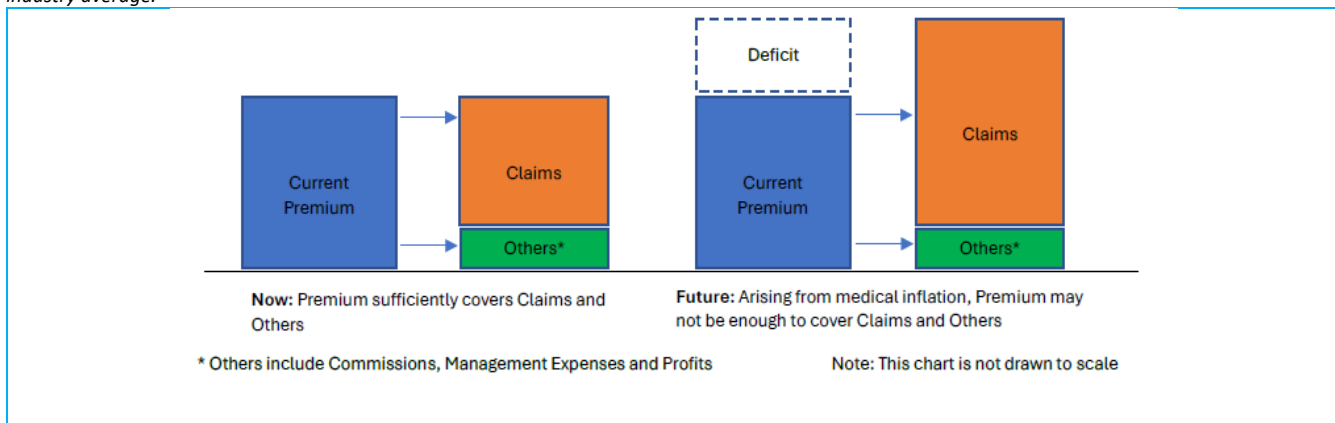 industry average.
Deficit
Current
Premium
Claims
Others*
Current
Premium
Claims
Others*
Now: Premium sufficiently covers Claims and
Others
Future: Arising from medical inflation, Premium may
not be enough to cover Claims and Others
* Others include Commissions, Management Expenses and Profits
Note: This chart is not drawn to scale